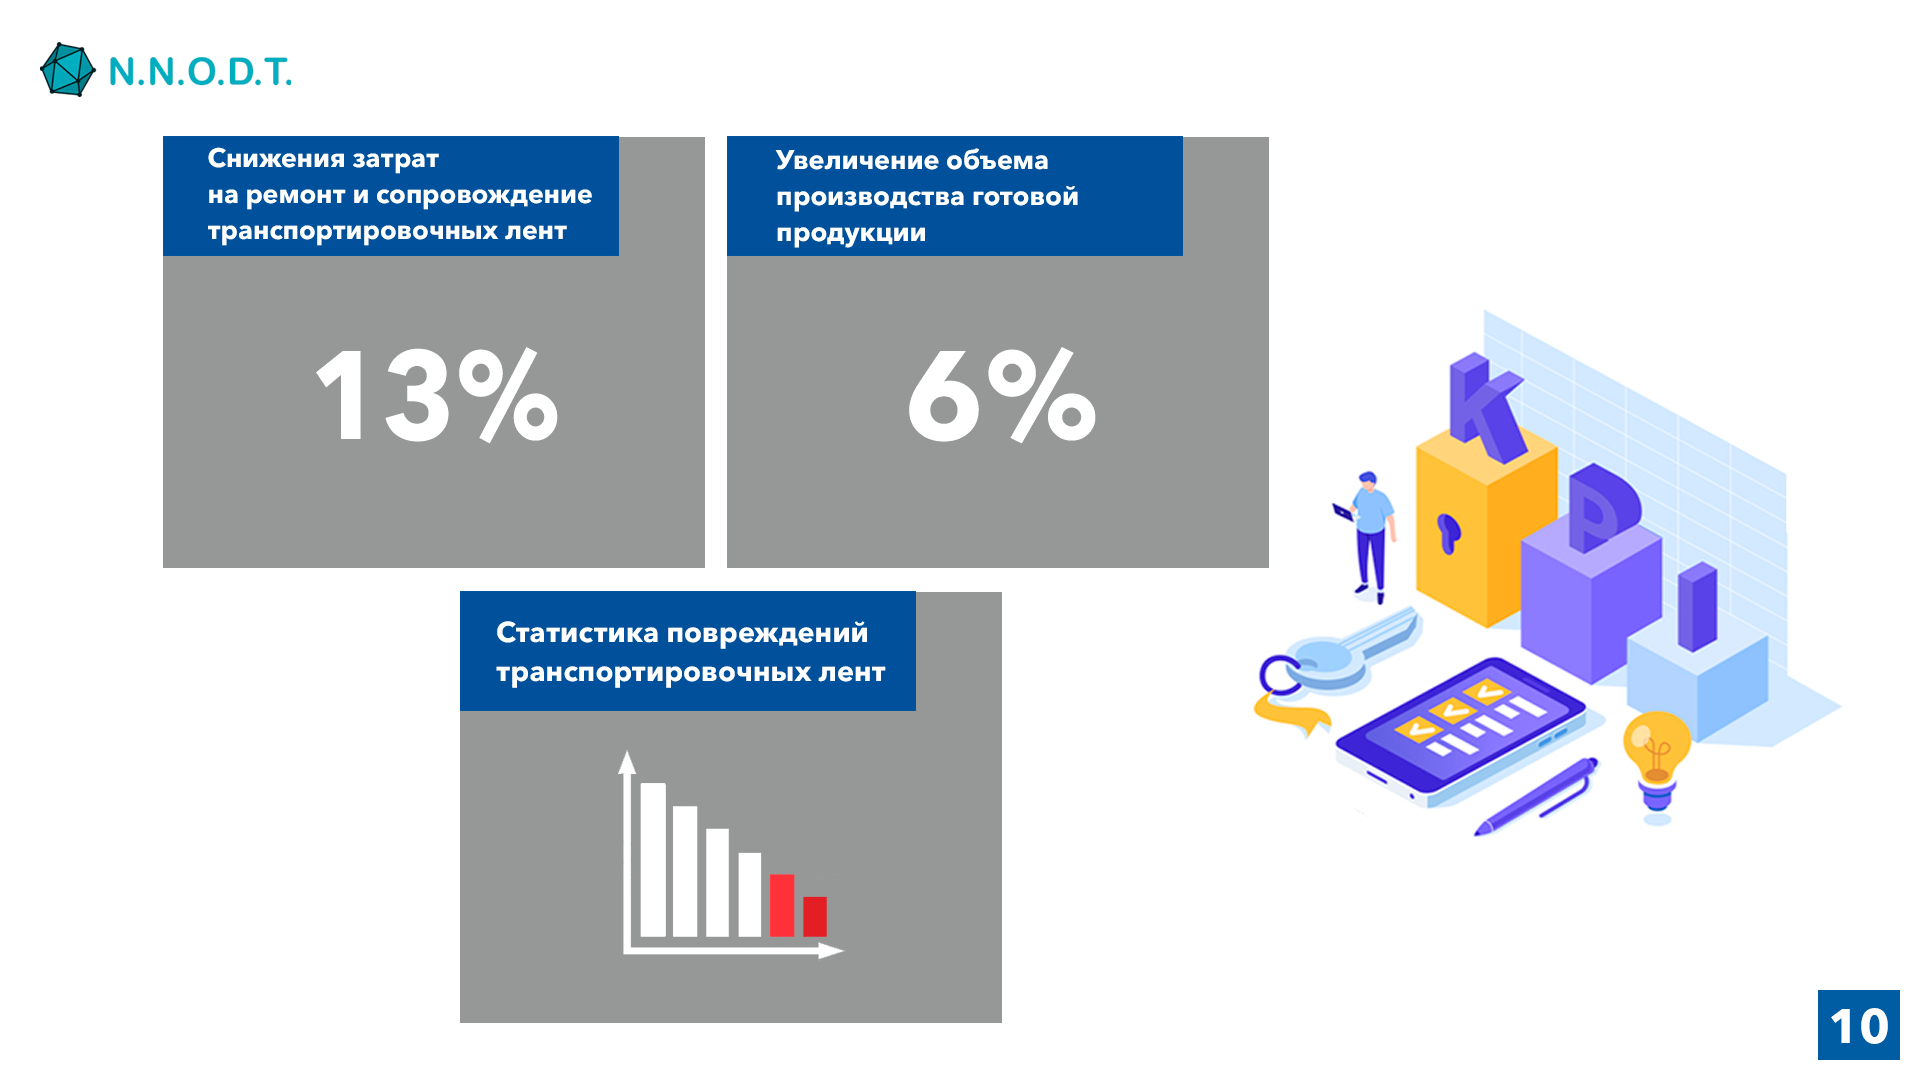 N.N.O.D.T.
Снижения затрат
на ремонт и сопровождение
транспортировочных лент
13%
Увеличение объема
производства готовой
продукции
6%
Статистика повреждений
транспортировочных лент
K
P
I
10